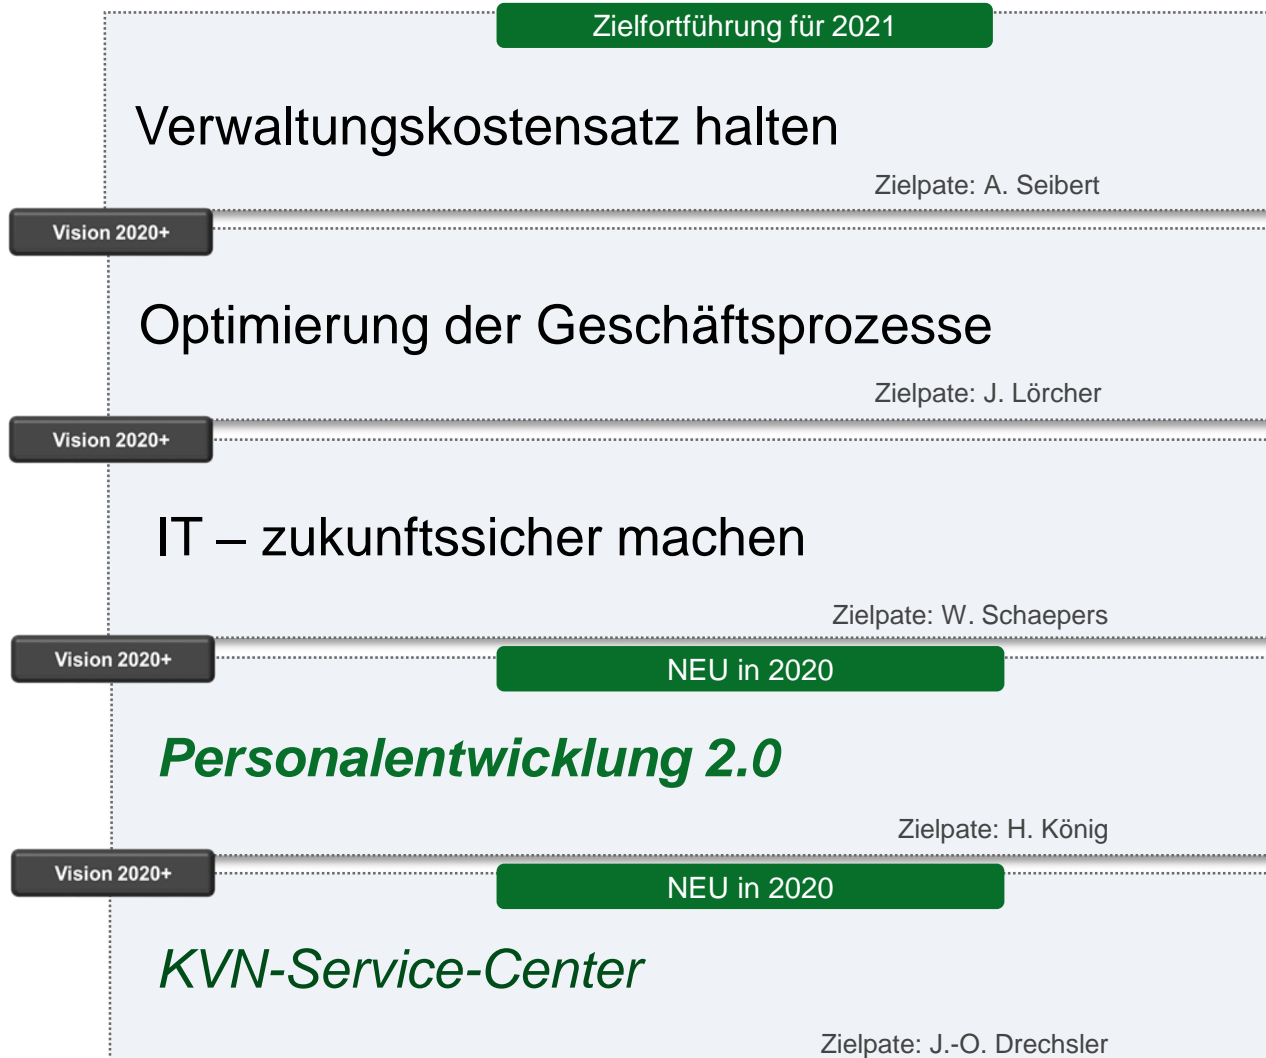 Zielfortführung für 2021
Verwaltungskostensatz halten
Zielpate: A. Seibert
Vision 2020+
Optimierung der Geschäftsprozesse
Zielpate: J. Lörcher
Vision 2020+
IT – zukunftssicher machen
Zielpate: W. Schaepers
Vision 2020+
NEU in 2020
Personalentwicklung 2.0
Zielpate: H. König
Vision 2020+
NEU in 2020
KVN-Service-Center
Zielpate: J.-O. Drechsler